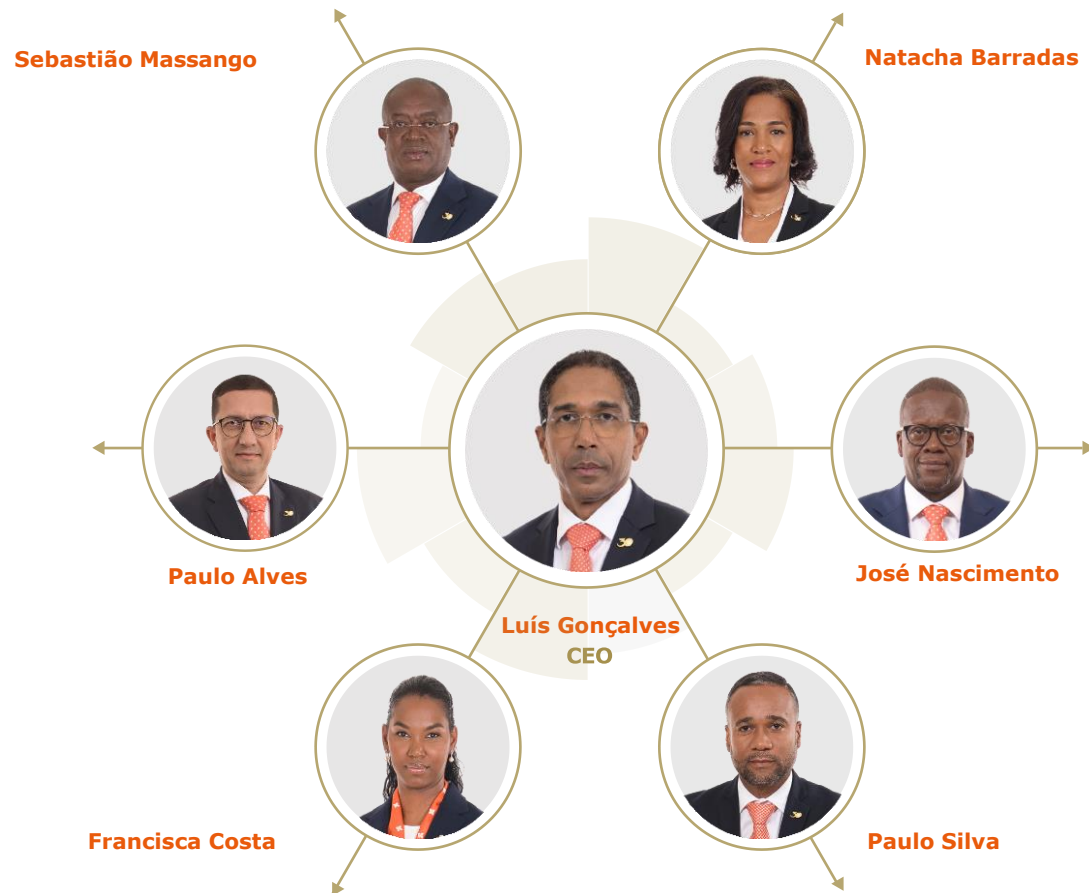 Sebastião Massango
Natacha Barradas
Paulo Alves
José Nascimento
Luís Gonçalves
CEO
Francisca Costa
Paulo Silva